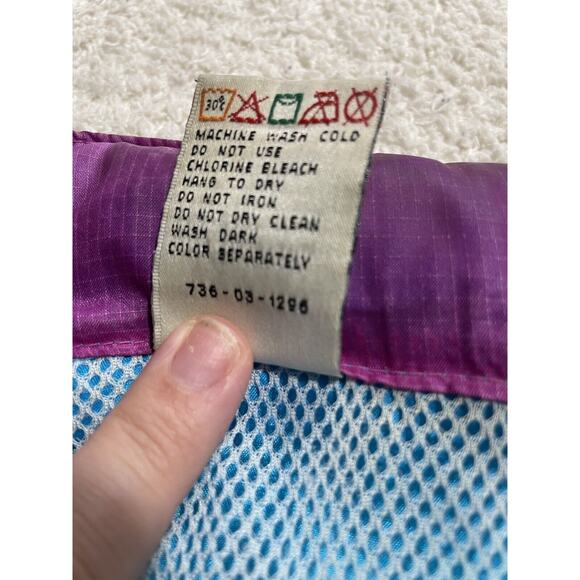 30°C
MACHINE WASH COLD
DO NOT USE
CHLORINE BLEACH
HANG TO DRY
DO NOT IRON
DO NOT DRY CLEAN
WASH DARK
COLOR SEPARATELY
736-03-1296